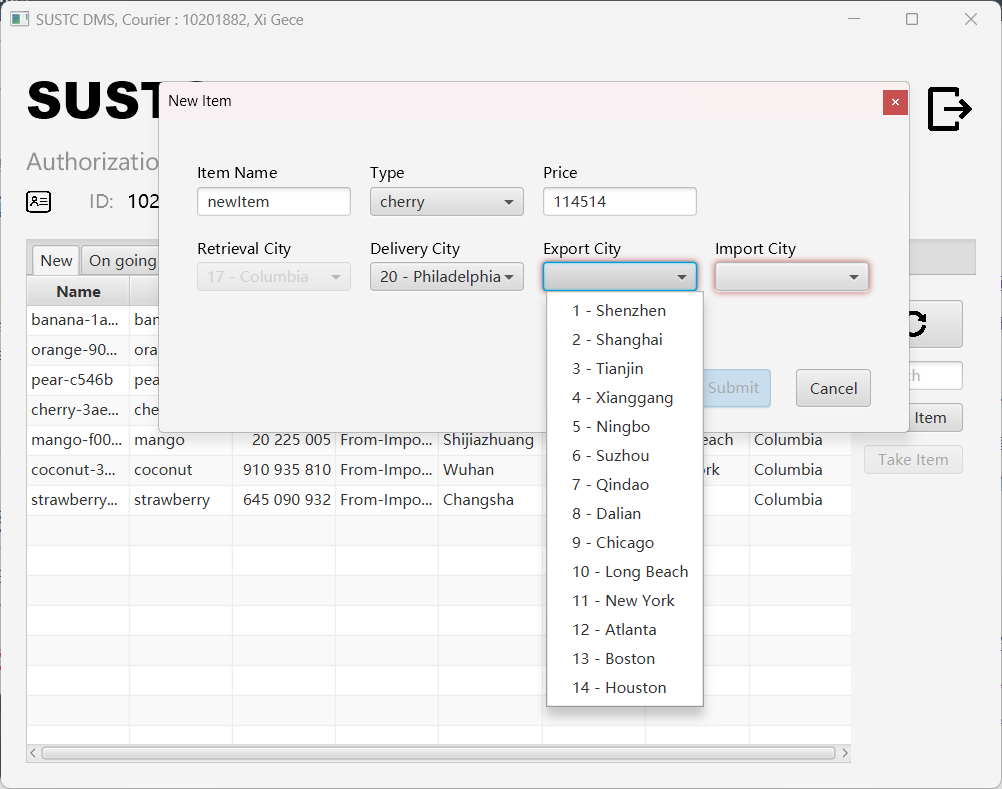 SUSTC DMS, Courier : 10201882, Xi Gece
SUST
New Item
Authorizatio
ID: 102
Item Name Type Price
newItem cherry 114514
Retrieval City Delivery City Export City Import City
17 - Columbia 20 - Philadelphia
1 - Shenzhen
2 - Shanghai
3 - Tianjin
4 - Xianggang
5 - Ningbo
6 - Suzhou
7 - Qindao
8 - Dalian
9 - Chicago
10 - Long Beach
11 - New York
12 - Atlanta
13 - Boston
14 - Houston
Submit Cancel
New On going
Name
banana-1a... ban
orange-90... ora
pear-c546b pea
cherry-3ae... che
mango-f00... mango 20 225 005 From-Impo... Shijiazhuang each Columbia
coconut-3... coconut 910 935 810 From-Impo... Wuhan rk Columbia
strawberry... strawberry 645 090 932 From-Impo... Changsha Columbia
h
Item
Take Item